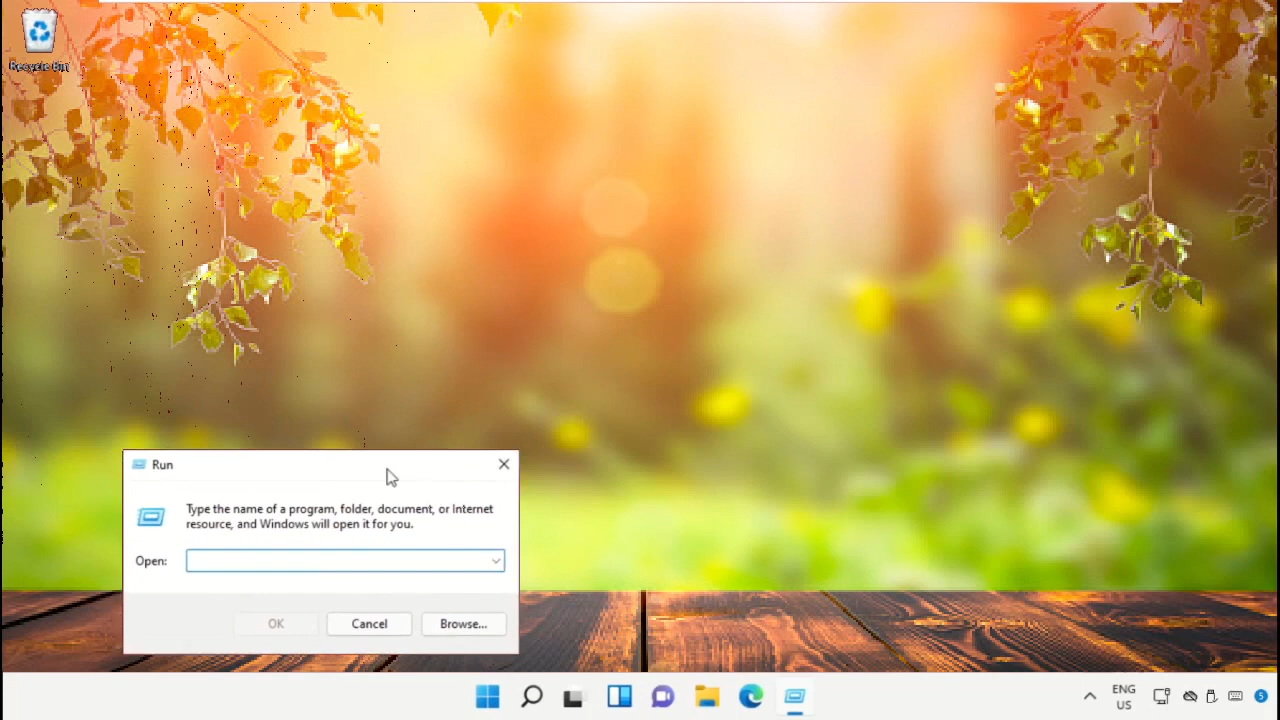 Recycle Bin
Run
Type the name of a program, folder, document, or Internet
resource, and Windows will open it for you.
Open:
OK
Cancel
Browse...
ENG
US
5